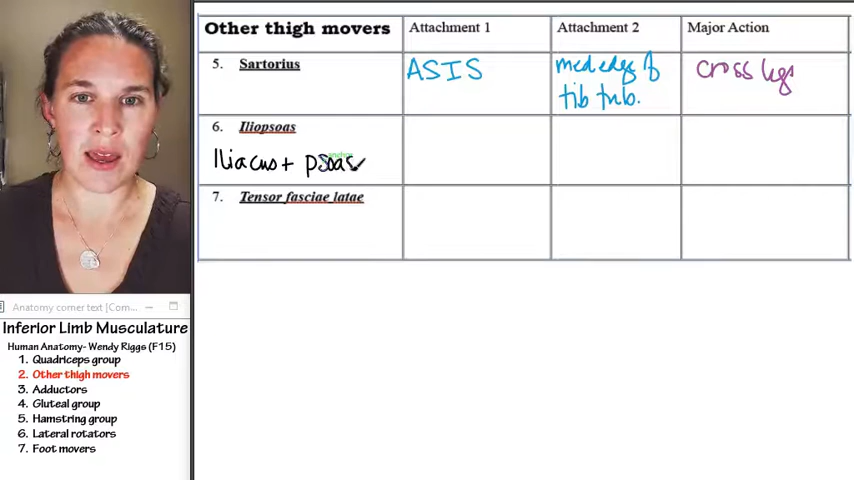 Other thigh movers Attachment 1 Attachment 2 Major Action
5. Sartorius ASIS med edge of
tib tub. cross legs
6. Iliopsoas
Iliacus + psoas
7. Tensor fasciae latae
Anatomy corner text [Com...
Inferior Limb Musculature
Human Anatomy- Wendy Riggs (F15)
1. Quadriceps group
2. Other thigh movers
3. Adductors
4. Gluteal group
5. Hamstring group
6. Lateral rotators
7. Foot movers